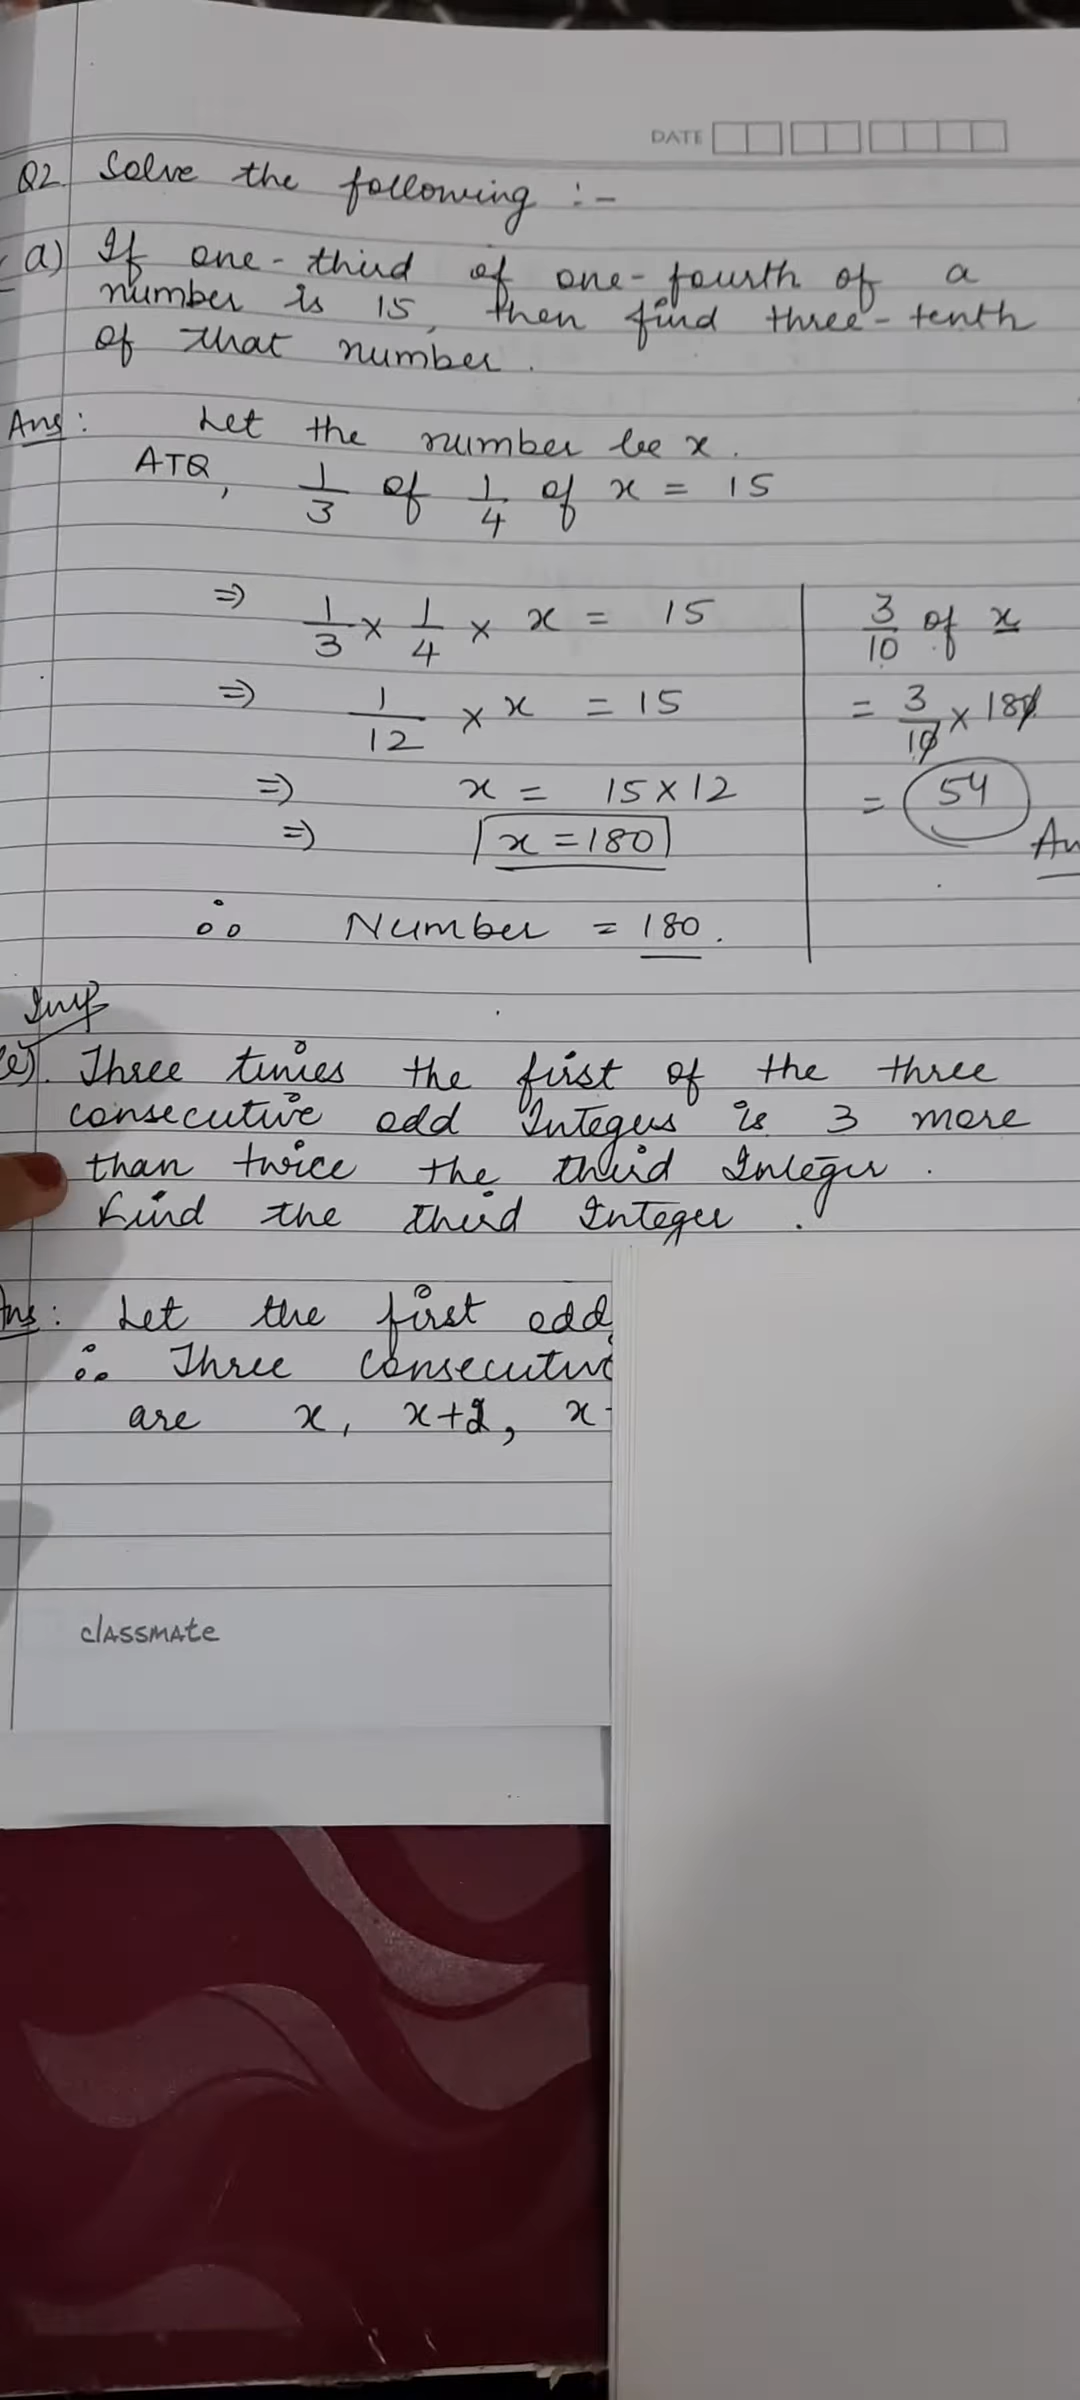 DATE
Q2. Solve the following :-
a) If one-third of one-fourth of a
number is 15, then find three-tenth
of that number.
Ans: Let the number be x.
ATQ, 1/3 of 1/4 of x = 15
⇒ 1/3 × 1/4 × x = 15
⇒ 1/12 × x = 15
⇒ x = 15 × 12
⇒ x = 180
∴ Number = 180.
3/10 of x
= 3/10 × 180
= 54
Imp
e). Three times the first of the three
consecutive odd Integers is 3 more
than twice the third Integer.
Find the third Integer.
Ans: Let the first odd
∴ Three consecutive
are x, x+2, x
classmate